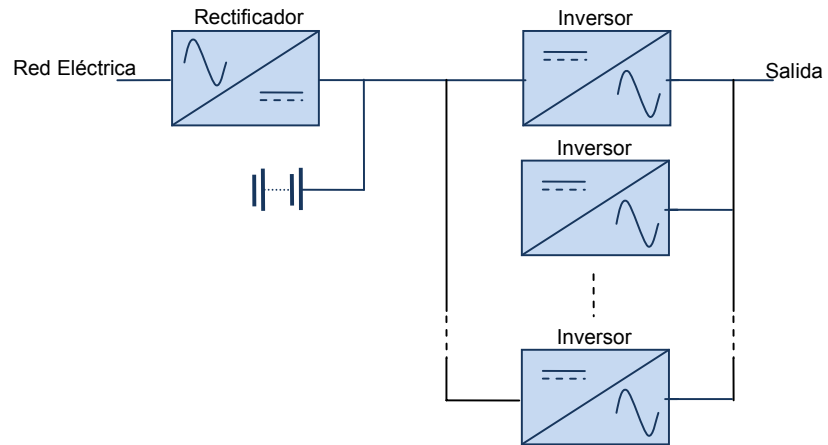 Rectificador
Inversor
Red Eléctrica
Salida
Inversor
Inversor